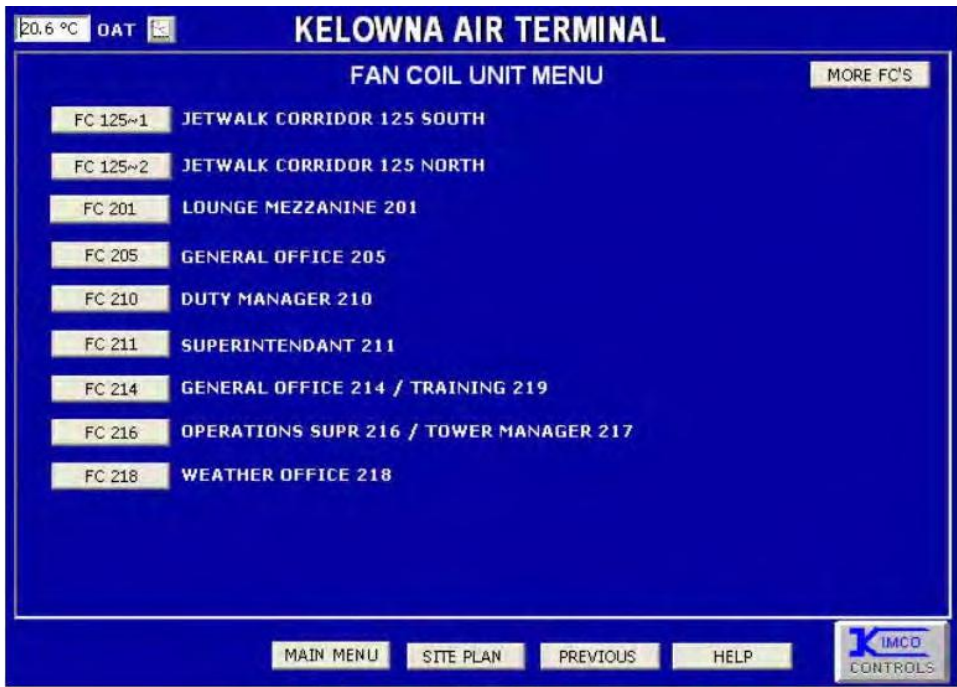 20.6 ºC OAT KELOWNA AIR TERMINAL
FAN COIL UNIT MENU MORE FC'S
FC 125~1 JETWALK CORRIDOR 125 SOUTH
FC 125~2 JETWALK CORRIDOR 125 NORTH
FC 201 LOUNGE MEZZANINE 201
FC 205 GENERAL OFFICE 205
FC 210 DUTY MANAGER 210
FC 211 SUPERINTENDANT 211
FC 214 GENERAL OFFICE 214 / TRAINING 219
FC 216 OPERATIONS SUPR 216 / TOWER MANAGER 217
FC 218 WEATHER OFFICE 218
MAIN MENU SITE PLAN PREVIOUS HELP
KIMCO
CONTROLS